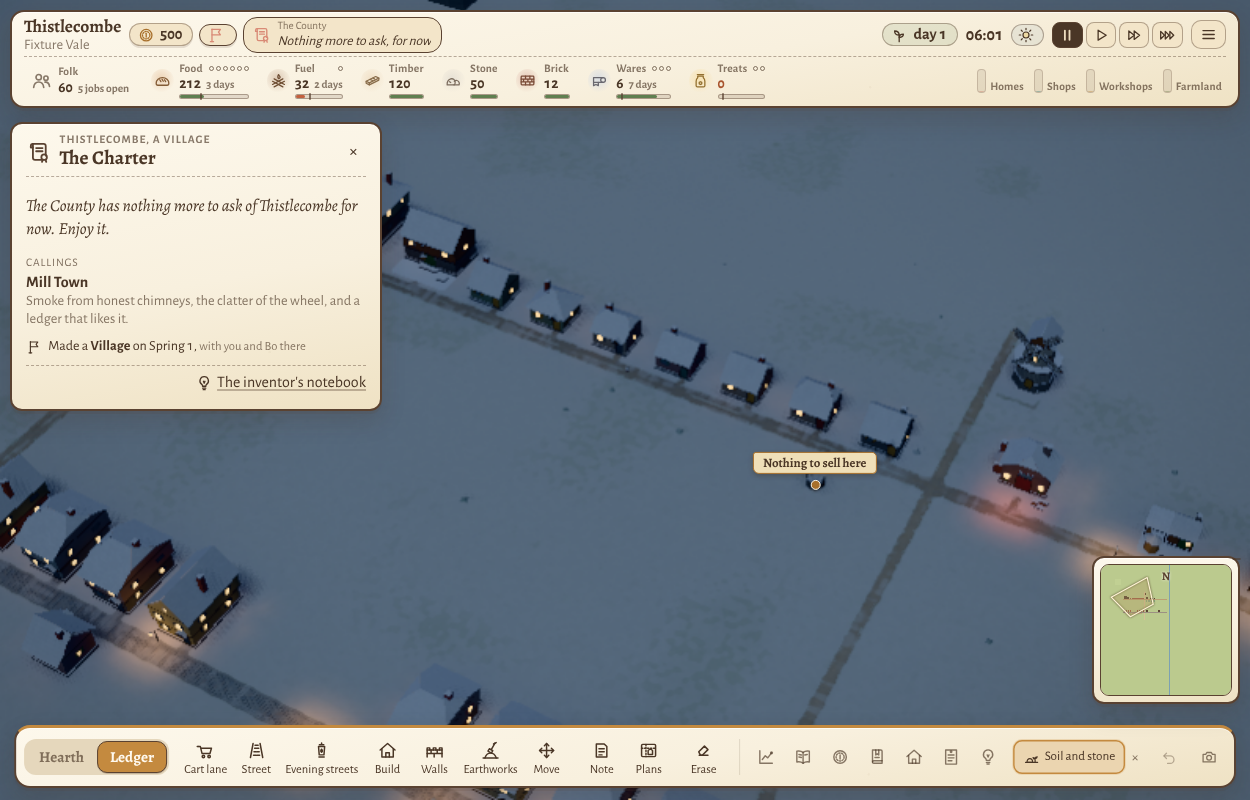 Thistlecombe
Fixture Vale
500
The County
Nothing more to ask, for now
day 1
06:01
Folk
60 5 jobs open
Food
212 3 days
Fuel
32 2 days
Timber
120
Stone
50
Brick
12
Wares
6 7 days
Treats
0
Homes
Shops
Workshops
Farmland
THISTLECOMBE, A VILLAGE
The Charter
×
The County has nothing more to ask of Thistlecombe for
now. Enjoy it.
CALLINGS
Mill Town
Smoke from honest chimneys, the clatter of the wheel, and a
ledger that likes it.
Made a Village on Spring 1, with you and Bo there
The inventor's notebook
Nothing to sell here
N
Hearth
Ledger
Cart lane
Street
Evening streets
Build
Walls
Earthworks
Move
Note
Plans
Erase
Soil and stone
×